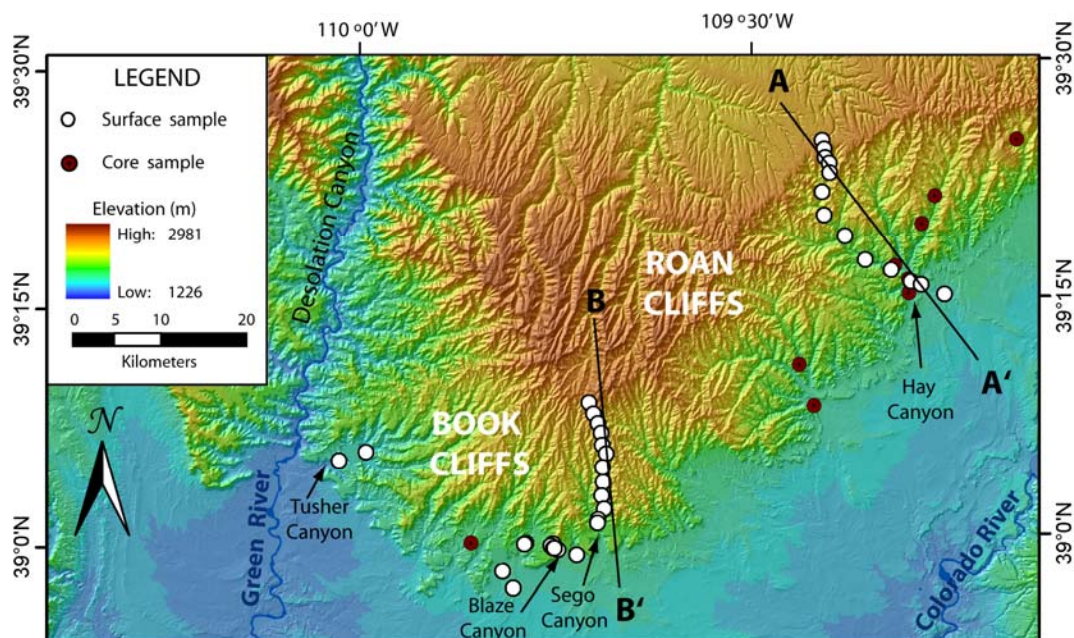 110 °0' W
109 °30' W
39°30'N
39°30'N
LEGEND
Surface sample
Core sample
Elevation (m)
High: 2981
Low: 1226
0
5
10
20
Kilometers
Desolation Canyon
A
ROAN
CLIFFS
39°15'N
39°15'N
B
A'
Hay
Canyon
N
BOOK
CLIFFS
Tusher
Canyon
Green River
39°0'N
39°0'N
Colorado River
Blaze
Canyon
Sego
Canyon
B'